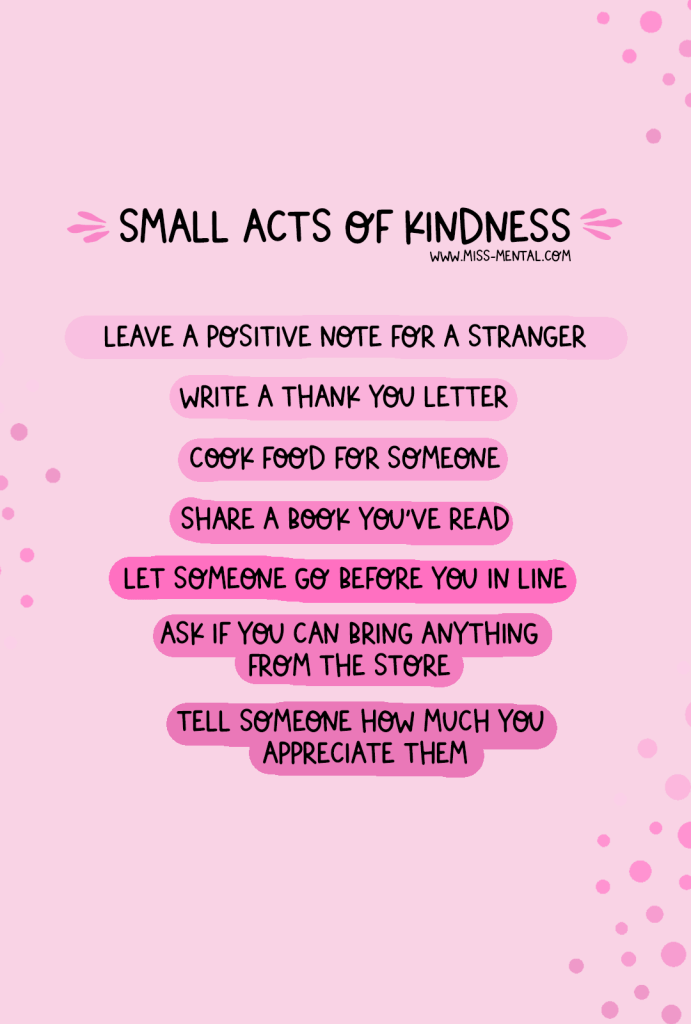 SMALL ACTS OF KINDNESS
WWW.MISS-MENTAL.COM
LEAVE A POSITIVE NOTE FOR A STRANGER
WRITE A THANK YOU LETTER
COOK FOOD FOR SOMEONE
SHARE A BOOK YOU'VE READ
LET SOMEONE GO BEFORE YOU IN LINE
ASK IF YOU CAN BRING ANYTHING
FROM THE STORE
TELL SOMEONE HOW MUCH YOU
APPRECIATE THEM